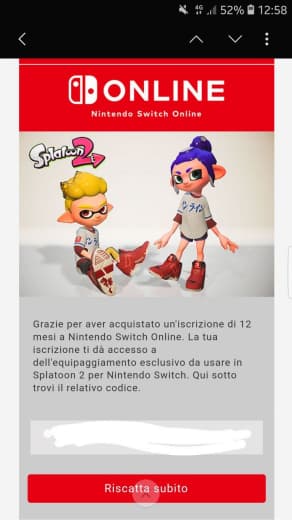 4G 52% 12:58
ONLINE
Nintendo Switch Online
Splatoon 2
Grazie per aver acquistato un'iscrizione di 12
mesi a Nintendo Switch Online. La tua
iscrizione ti dà accesso a
dell'equipaggiamento esclusivo da usare in
Splatoon 2 per Nintendo Switch. Qui sotto
trovi il relativo codice.
Riscatta subito